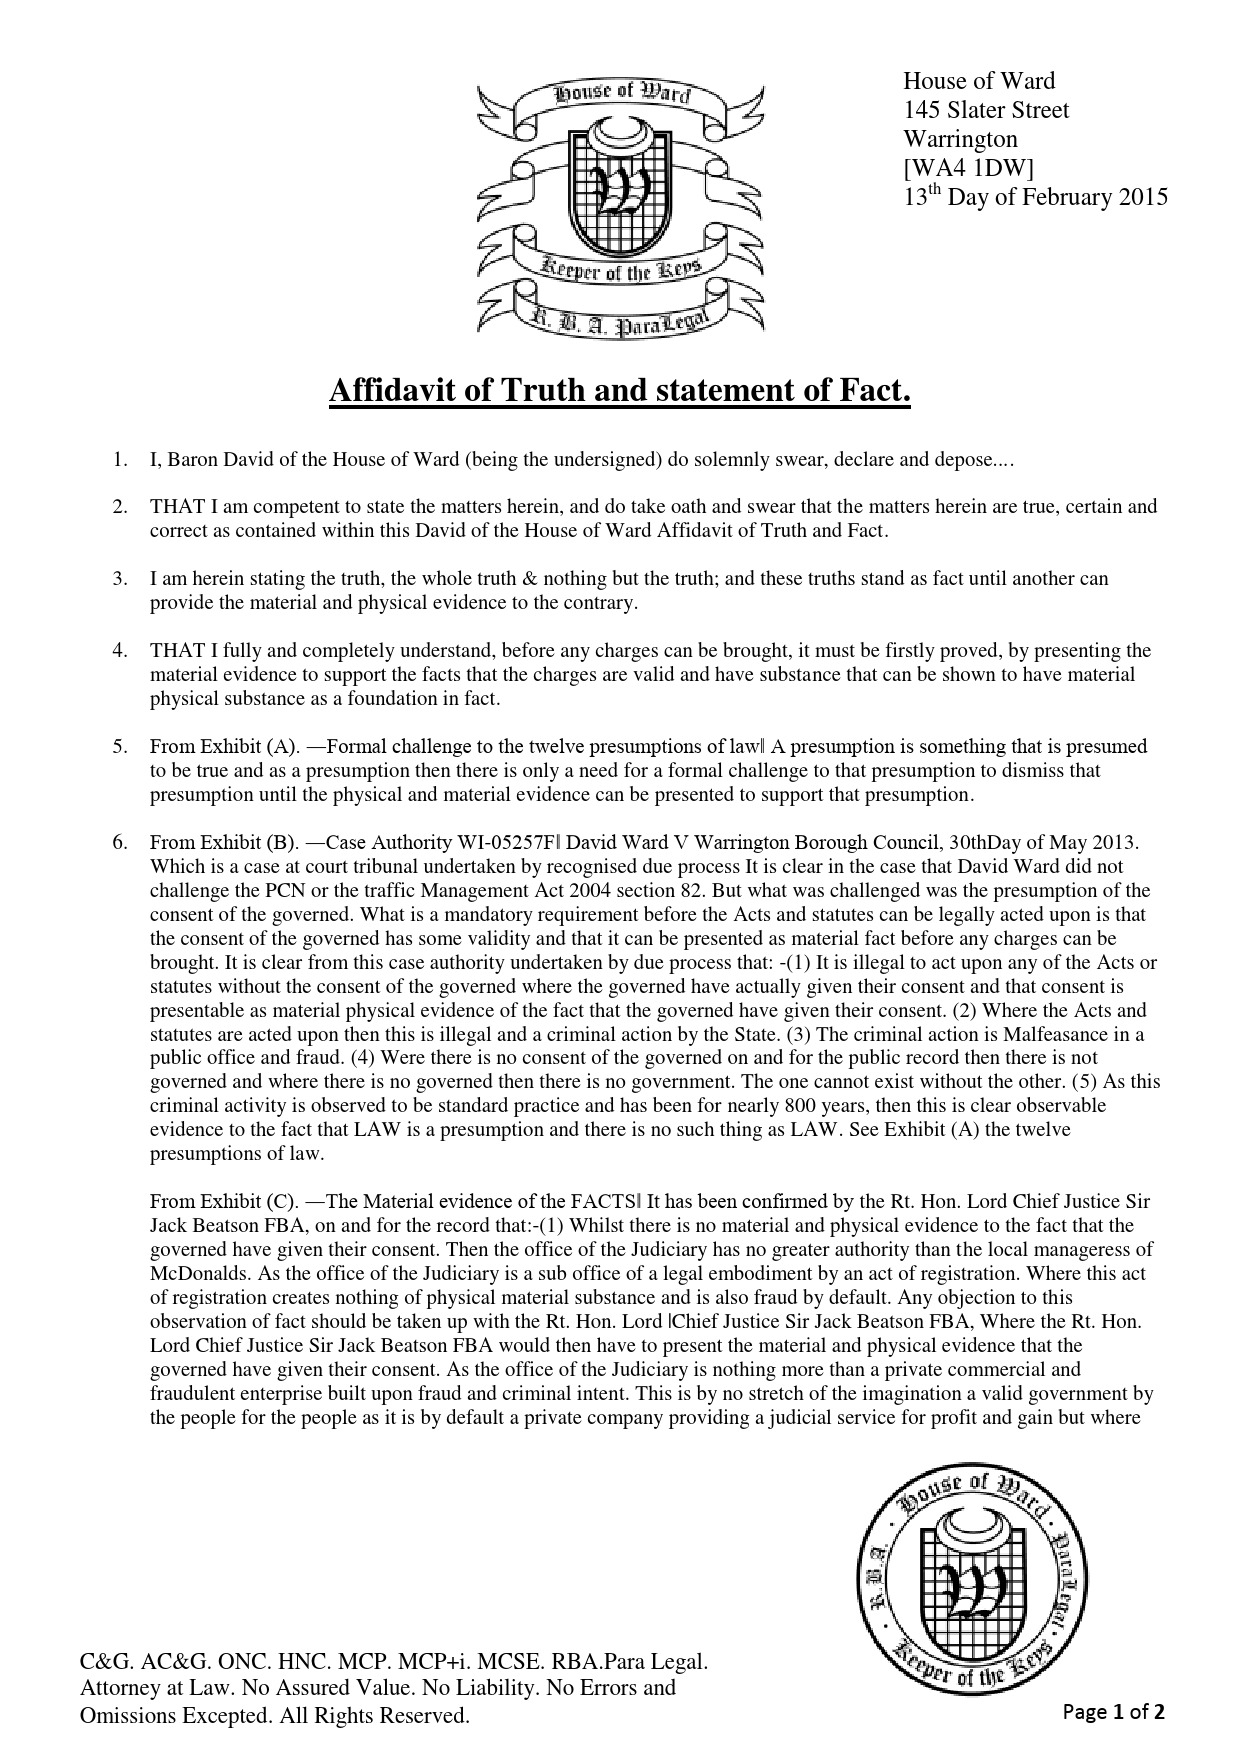 House of Ward
145 Slater Street
Warrington
[WA4 1DW]
13th Day of February 2015
House of Ward
W
Keeper of the Keys
R. B. A. ParaLegal
Affidavit of Truth and statement of Fact.
1. I, Baron David of the House of Ward (being the undersigned) do solemnly swear, declare and depose....
2. THAT I am competent to state the matters herein, and do take oath and swear that the matters herein are true, certain and
correct as contained within this David of the House of Ward Affidavit of Truth and Fact.
3. I am herein stating the truth, the whole truth & nothing but the truth; and these truths stand as fact until another can
provide the material and physical evidence to the contrary.
4. THAT I fully and completely understand, before any charges can be brought, it must be firstly proved, by presenting the
material evidence to support the facts that the charges are valid and have substance that can be shown to have material
physical substance as a foundation in fact.
5. From Exhibit (A). —Formal challenge to the twelve presumptions of law‖ A presumption is something that is presumed
to be true and as a presumption then there is only a need for a formal challenge to that presumption to dismiss that
presumption until the physical and material evidence can be presented to support that presumption.
6. From Exhibit (B). —Case Authority WI-05257F‖ David Ward V Warrington Borough Council, 30thDay of May 2013.
Which is a case at court tribunal undertaken by recognised due process It is clear in the case that David Ward did not
challenge the PCN or the traffic Management Act 2004 section 82. But what was challenged was the presumption of the
consent of the governed. What is a mandatory requirement before the Acts and statutes can be legally acted upon is that
the consent of the governed has some validity and that it can be presented as material fact before any charges can be
brought. It is clear from this case authority undertaken by due process that: -(1) It is illegal to act upon any of the Acts or
statutes without the consent of the governed where the governed have actually given their consent and that consent is
presentable as material physical evidence of the fact that the governed have given their consent. (2) Where the Acts and
statutes are acted upon then this is illegal and a criminal action by the State. (3) The criminal action is Malfeasance in a
public office and fraud. (4) Were there is no consent of the governed on and for the public record then there is not
governed and where there is no governed then there is no government. The one cannot exist without the other. (5) As this
criminal activity is observed to be standard practice and has been for nearly 800 years, then this is clear observable
evidence to the fact that LAW is a presumption and there is no such thing as LAW. See Exhibit (A) the twelve
presumptions of law.
From Exhibit (C). —The Material evidence of the FACTS‖ It has been confirmed by the Rt. Hon. Lord Chief Justice Sir
Jack Beatson FBA, on and for the record that:-(1) Whilst there is no material and physical evidence to the fact that the
governed have given their consent. Then the office of the Judiciary has no greater authority than the local manageress of
McDonalds. As the office of the Judiciary is a sub office of a legal embodiment by an act of registration. Where this act
of registration creates nothing of physical material substance and is also fraud by default. Any objection to this
observation of fact should be taken up with the Rt. Hon. Lord |Chief Justice Sir Jack Beatson FBA, Where the Rt. Hon.
Lord Chief Justice Sir Jack Beatson FBA would then have to present the material and physical evidence that the
governed have given their consent. As the office of the Judiciary is nothing more than a private commercial and
fraudulent enterprise built upon fraud and criminal intent. This is by no stretch of the imagination a valid government by
the people for the people as it is by default a private company providing a judicial service for profit and gain but where
R.B.A. · House of Ward · ParaLegal · Keeper of the Keys ·
W
C&G. AC&G. ONC. HNC. MCP. MCP+i. MCSE. RBA.Para Legal.
Attorney at Law. No Assured Value. No Liability. No Errors and
Omissions Excepted. All Rights Reserved.
Page 1 of 2